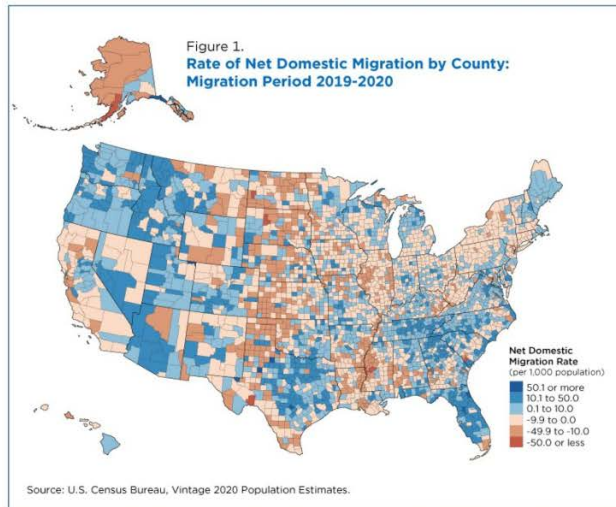 Figure 1.
Rate of Net Domestic Migration by County:
Migration Period 2019-2020
Net Domestic
Migration Rate
(per 1,000 population)
50.1 or more
10.1 to 50.0
0.1 to 10.0
-9.9 to 0.0
-49.9 to -10.0
-50.0 or less
Source: U.S. Census Bureau, Vintage 2020 Population Estimates.